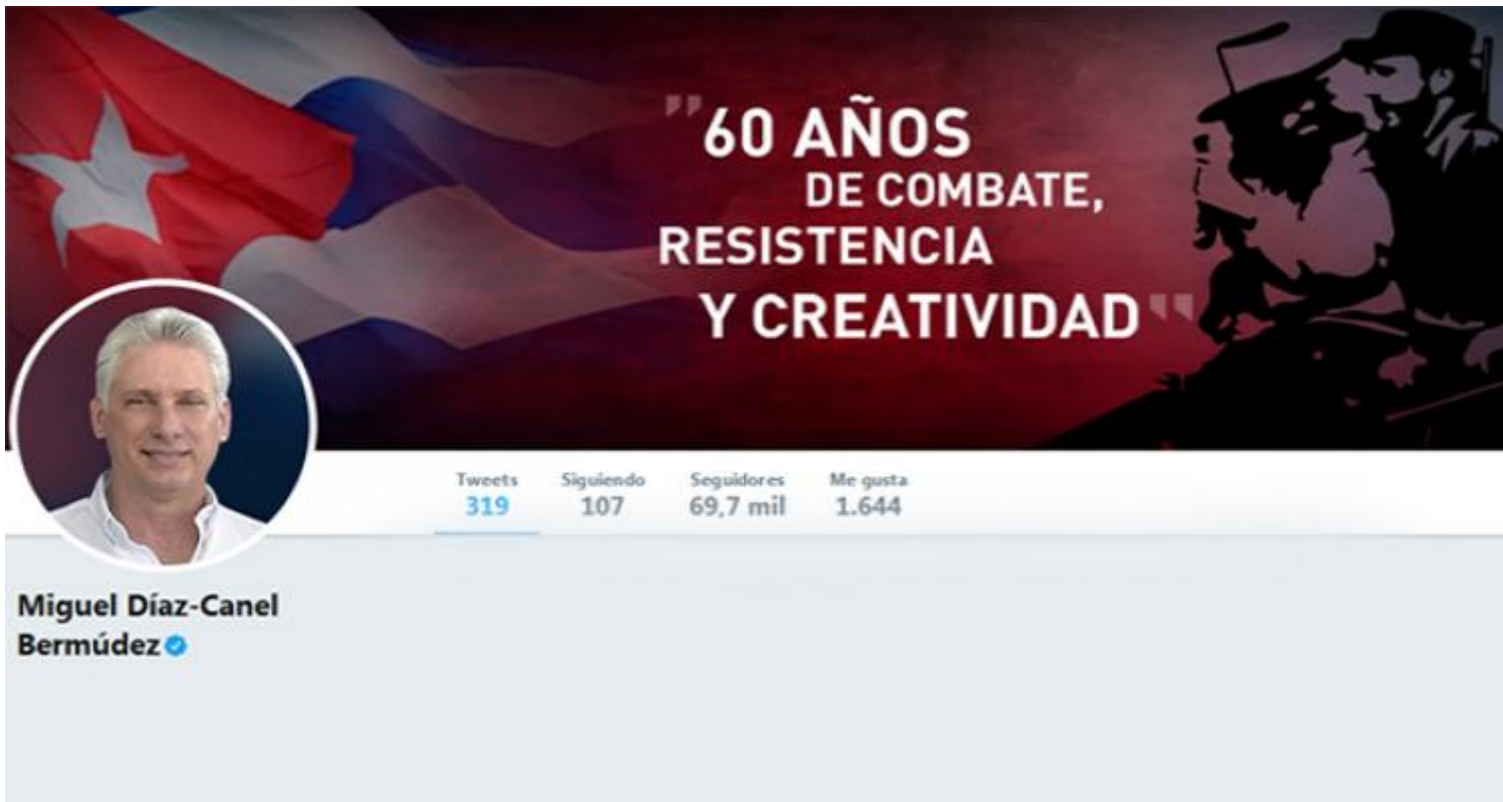 "60 AÑOS
DE COMBATE,
RESISTENCIA
Y CREATIVIDAD"
Tweets Siguiendo Seguidores Me gusta
319 107 69,7 mil 1.644
Miguel Díaz-Canel
Bermúdez